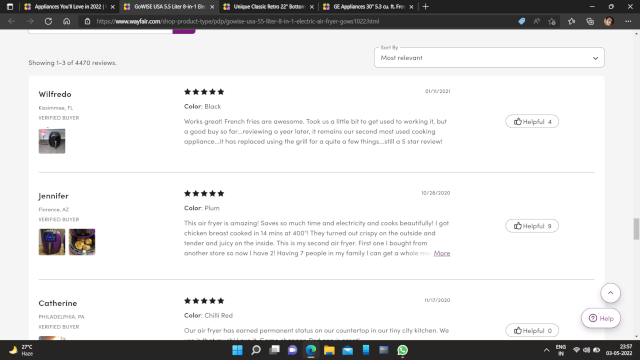 Appliances You'll Love in 2022 | W
GoWISE USA 5.5 Liter 8-in-1 Elec
Unique Classic Retro 22" Bottom
GE Appliances 30" 5.3 cu. ft. Free
https://www.wayfair.com/shop-product-type/pdp/gowise-usa-55-liter-8-in-1-electric-air-fryer-gows1022.html
Showing 1-3 of 4470 reviews.
Sort By
Most relevant
Wilfredo
Kissimmee, FL
VERIFIED BUYER
01/11/2021
Color: Black
Works great! French fries are awesome. Took us a little bit to get used to working it, but
a good buy so far...reviewing a year later, it remains our second most used cooking
appliance...it has replaced using the grill for a quite a few things...still a 5 star review!
Helpful 4
Jennifer
Florence, AZ
VERIFIED BUYER
10/28/2020
Color: Plum
This air fryer is amazing! Saves so much time and electricity and cooks beautifully! I got
chicken breast cooked in 14 mins at 400°! They turned out crispy on the outside and
tender and juicy on the inside. This is my second air fryer. First one I bought from
another store so now I have 2! Having 7 people in my family I can get a whole More
Helpful 9
Catherine
PHILADELPHIA, PA
VERIFIED BUYER
11/17/2020
Color: Chilli Red
Our air fryer has earned permanent status on our countertop in our tiny city kitchen. We
Helpful 0
Help
27°C
Haze
ENG
IN
23:57
03-05-2022